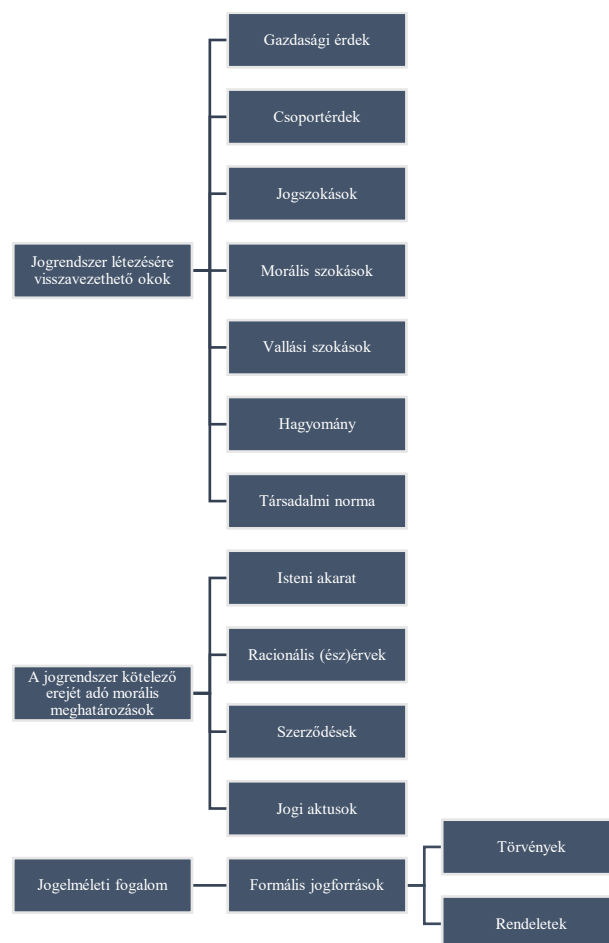 Jogrendszer létezésére
visszavezethető okok
Gazdasági érdek
Csoportérdek
Jogszokások
Morális szokások
Vallási szokások
Hagyomány
Társadalmi norma
A jogrendszer kötelező
erejét adó morális
meghatározások
Isteni akarat
Racionális (ész)érvek
Szerződések
Jogi aktusok
Jogelméleti fogalom
Formális jogforrások
Törvények
Rendeletek